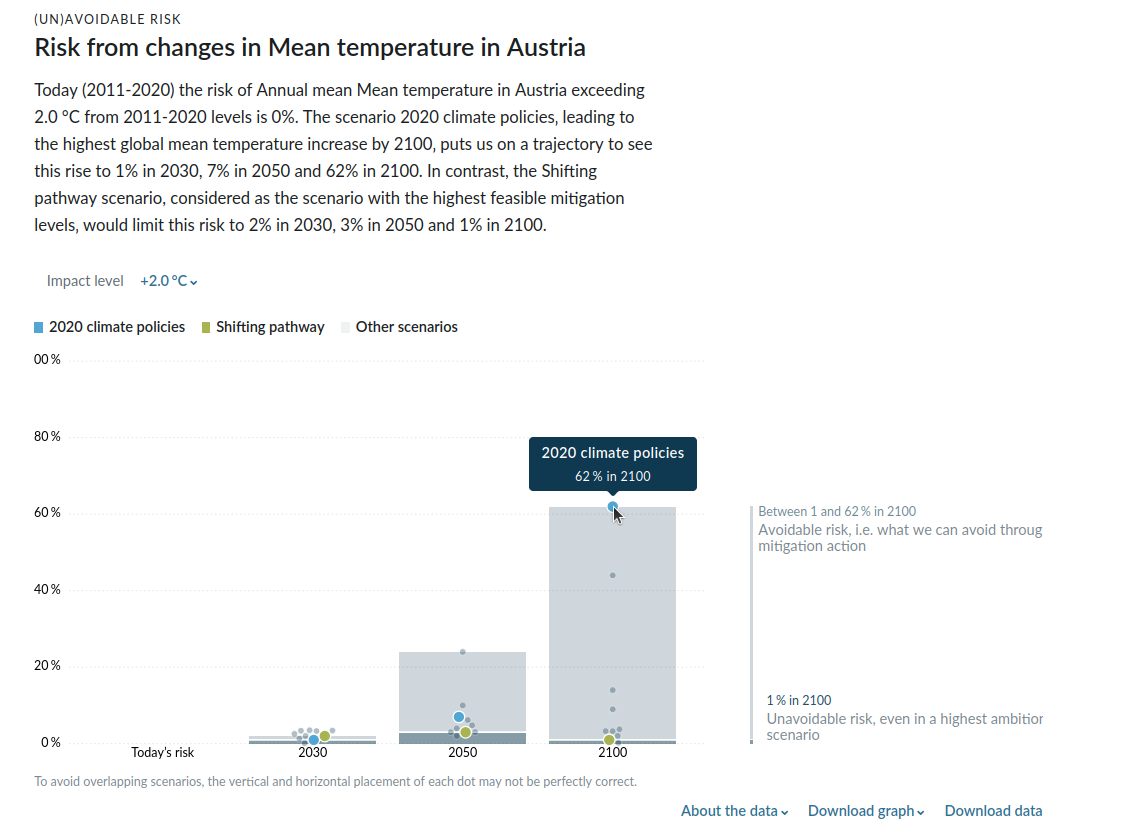 (UN)AVOIDABLE RISK
Risk from changes in Mean temperature in Austria
Today (2011-2020) the risk of Annual mean Mean temperature in Austria exceeding
2.0 °C from 2011-2020 levels is 0%. The scenario 2020 climate policies, leading to
the highest global mean temperature increase by 2100, puts us on a trajectory to see
this rise to 1% in 2030, 7% in 2050 and 62% in 2100. In contrast, the Shifting
pathway scenario, considered as the scenario with the highest feasible mitigation
levels, would limit this risk to 2% in 2030, 3% in 2050 and 1% in 2100.
Impact level +2.0 °C
2020 climate policies Shifting pathway Other scenarios
00 %
80 %
2020 climate policies
62 % in 2100
60 %
Between 1 and 62 % in 2100
Avoidable risk, i.e. what we can avoid throug
mitigation action
40 %
20 %
1 % in 2100
Unavoidable risk, even in a highest ambitior
scenario
0 %
Today's risk 2030 2050 2100
To avoid overlapping scenarios, the vertical and horizontal placement of each dot may not be perfectly correct.
About the data Download graph Download data